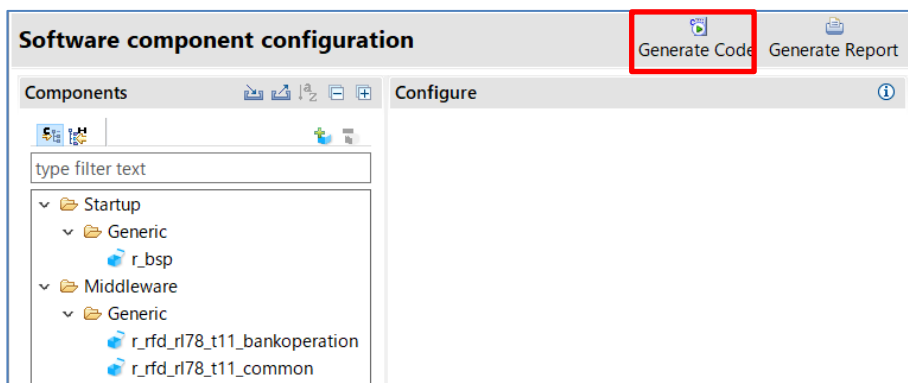 Software component configuration
Generate Code Generate Report
Components
Configure
type filter text
Startup
Generic
r_bsp
Middleware
Generic
r_rfd_rl78_t11_bankoperation
r_rfd_rl78_t11_common